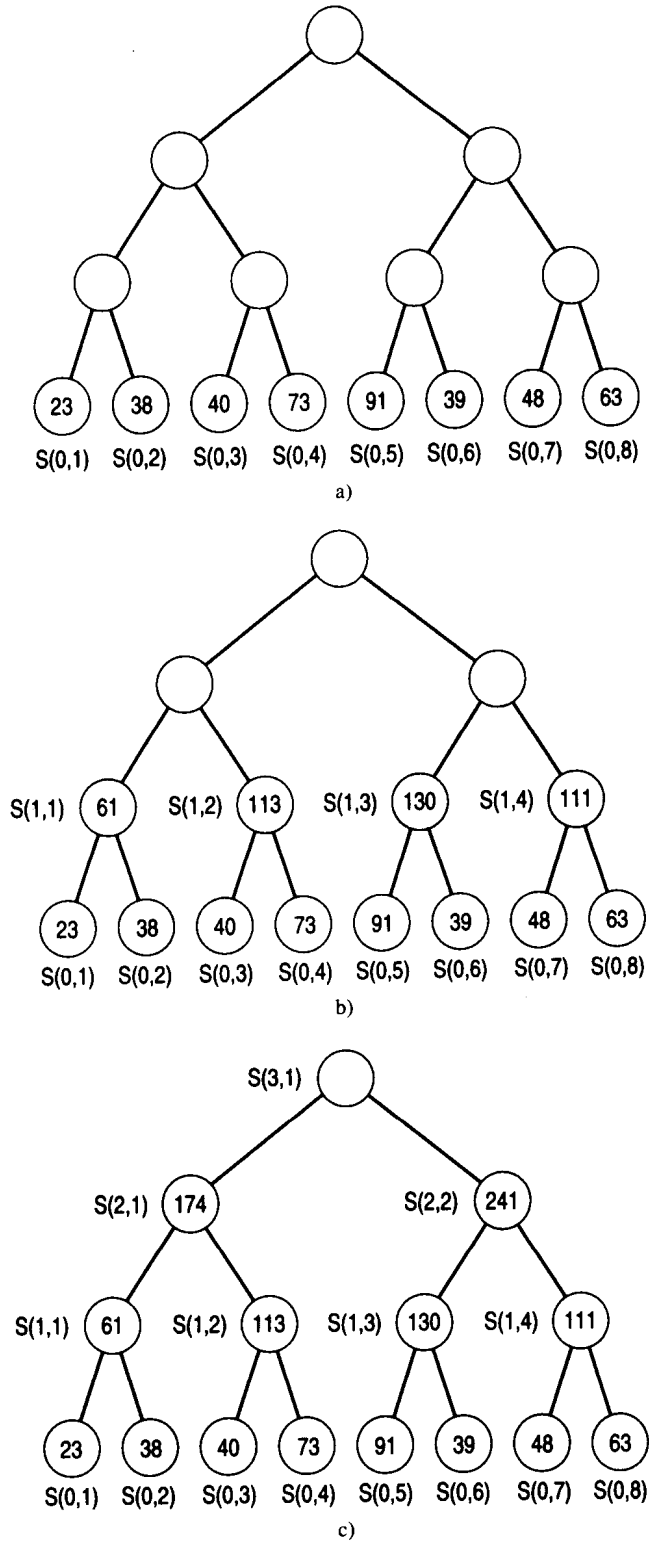 23 38 40 73 91 39 48 63
S(0,1) S(0,2) S(0,3) S(0,4) S(0,5) S(0,6) S(0,7) S(0,8)
a)
S(1,1) 61 S(1,2) 113 S(1,3) 130 S(1,4) 111
23 38 40 73 91 39 48 63
S(0,1) S(0,2) S(0,3) S(0,4) S(0,5) S(0,6) S(0,7) S(0,8)
b)
S(3,1)
S(2,1) 174 S(2,2) 241
S(1,1) 61 S(1,2) 113 S(1,3) 130 S(1,4) 111
23 38 40 73 91 39 48 63
S(0,1) S(0,2) S(0,3) S(0,4) S(0,5) S(0,6) S(0,7) S(0,8)
c)